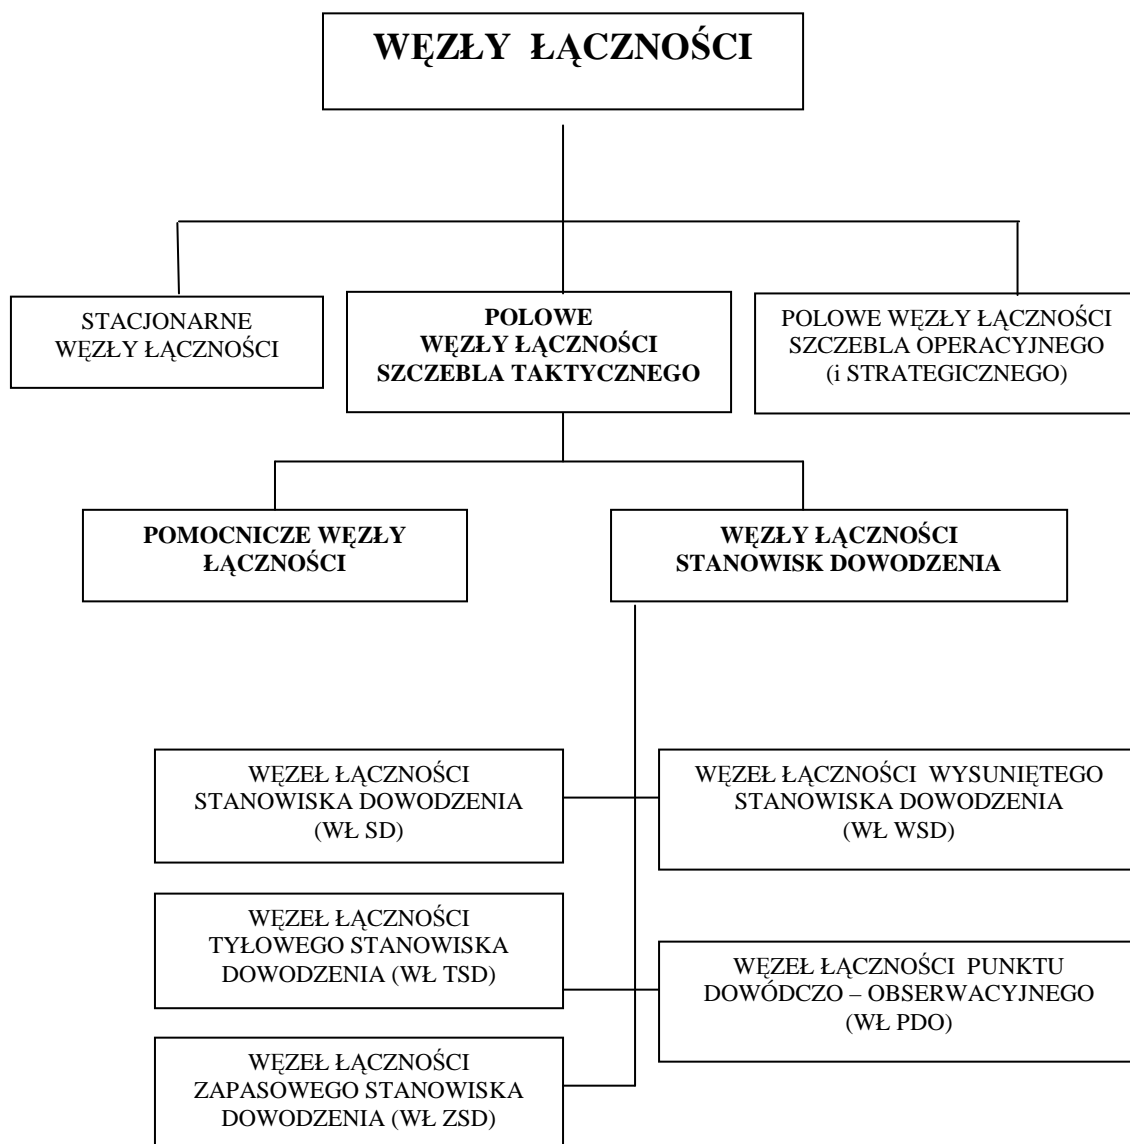 WĘZŁY ŁĄCZNOŚCI
STACJONARNE
WĘZŁY ŁĄCZNOŚCI
POLOWE
WĘZŁY ŁĄCZNOŚCI
SZCZEBLA TAKTYCZNEGO
POLOWE WĘZŁY ŁĄCZNOŚCI
SZCZEBLA OPERACYJNEGO
(i STRATEGICZNEGO)
POMOCNICZE WĘZŁY
ŁĄCZNOŚCI
WĘZŁY ŁĄCZNOŚCI
STANOWISK DOWODZENIA
WĘZEŁ ŁĄCZNOŚCI
STANOWISKA DOWODZENIA
(WŁ SD)
WĘZEŁ ŁĄCZNOŚCI WYSUNIĘTEGO
STANOWISKA DOWODZENIA
(WŁ WSD)
WĘZEŁ ŁĄCZNOŚCI
TYŁOWEGO STANOWISKA
DOWODZENIA (WŁ TSD)
WĘZEŁ ŁĄCZNOŚCI PUNKTU
DOWÓDCZO – OBSERWACYJNEGO
(WŁ PDO)
WĘZEŁ ŁĄCZNOŚCI
ZAPASOWEGO STANOWISKA
DOWODZENIA (WŁ ZSD)